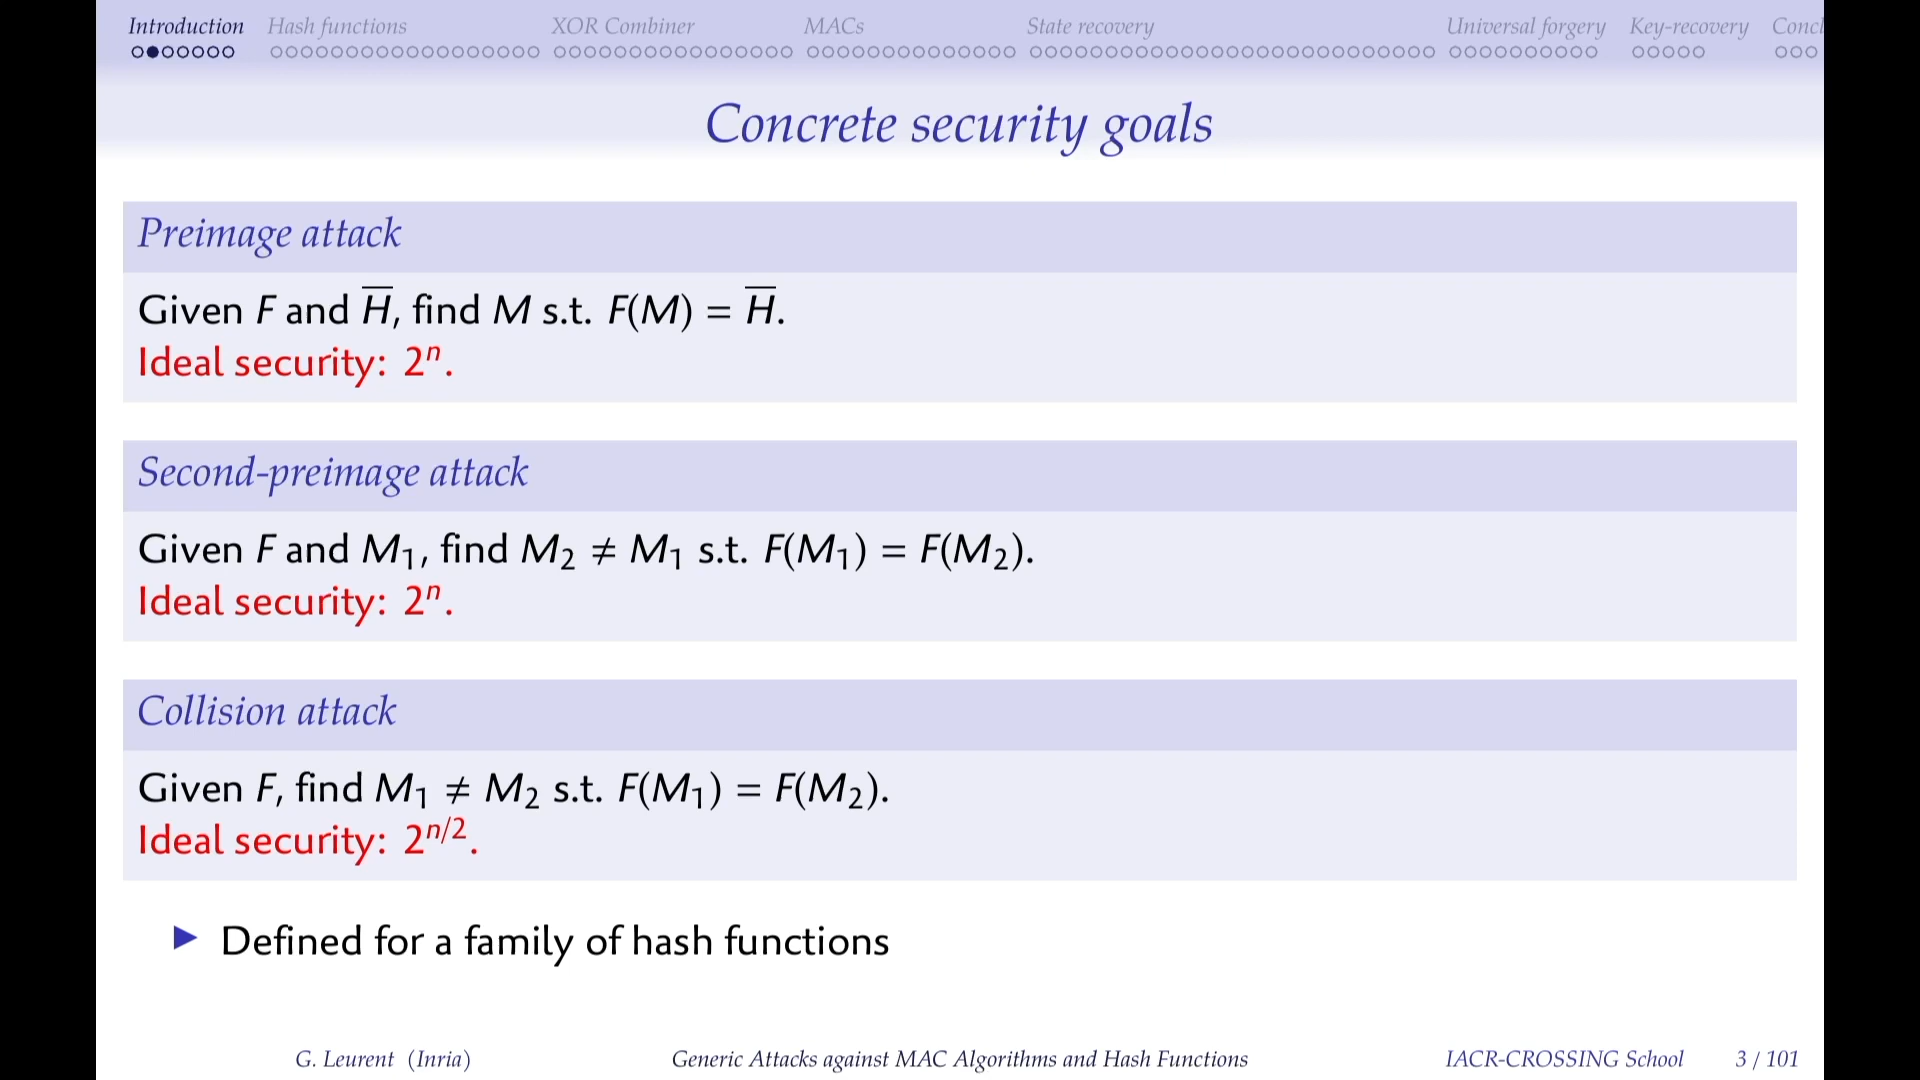 Introduction Hash functions XOR Combiner MACs State recovery Universal forgery Key-recovery Concl
Concrete security goals
Preimage attack
Given F and H̅, find M s.t. F(M) = H̅.
Ideal security: 2ⁿ.
Second-preimage attack
Given F and M₁, find M₂ ≠ M₁ s.t. F(M₁) = F(M₂).
Ideal security: 2ⁿ.
Collision attack
Given F, find M₁ ≠ M₂ s.t. F(M₁) = F(M₂).
Ideal security: 2^{n/2}.
▶ Defined for a family of hash functions
G. Leurent (Inria) Generic Attacks against MAC Algorithms and Hash Functions IACR-CROSSING School 3 / 101